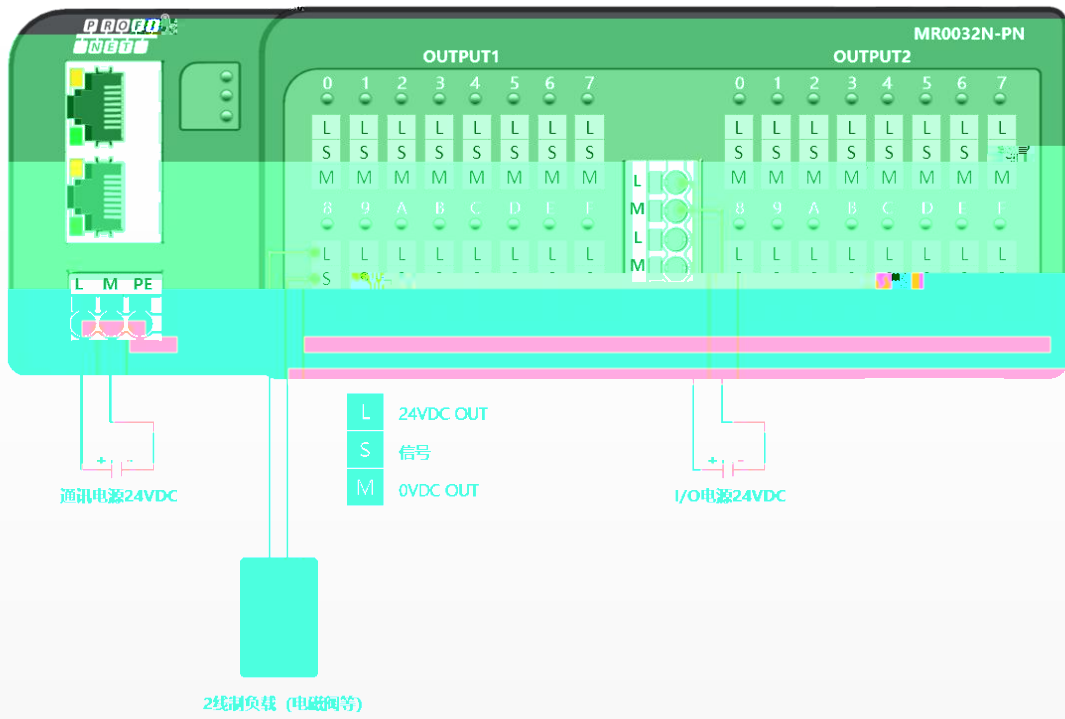 PROFI
NET
MR0032N-PN
OUTPUT1 OUTPUT2
0 1 2 3 4 5 6 7 0 1 2 3 4 5 6 7
L L L L L L L L L L L L L L L L
S S S S S S S S S S S S S S S
M M M M M M M M M M M M M M M M
8 9 A B C D E F 8 9 A B C D E F
L L L L L L L L L L L L L L L L
S
L
M
L
M
L M PE
L 24VDC OUT
S 信号
M 0VDC OUT
+ -
通讯电源24VDC
+ -
I/O电源24VDC
2线制负载 (电磁阀等)